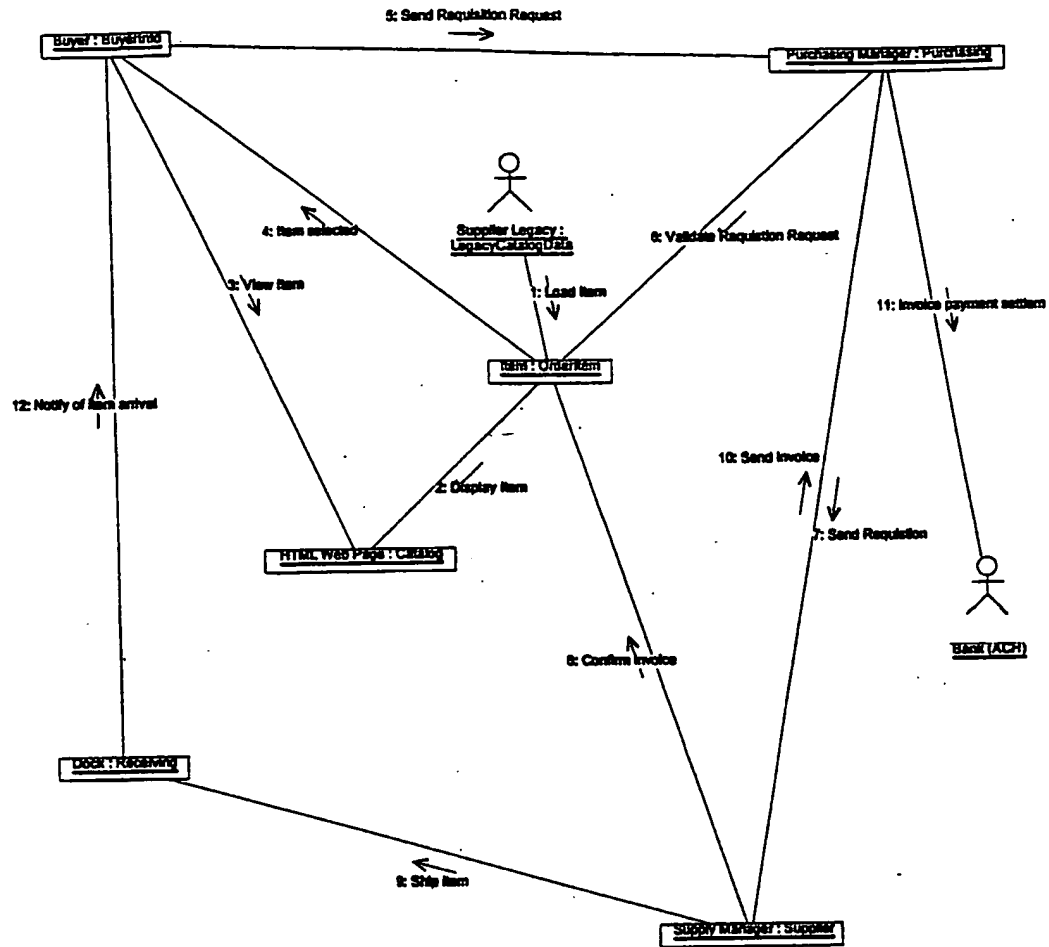 5: Send Requisition Request
Buyer : BuyerInfo
Purchasing Manager : Purchasing
4: Item selected
Supplier Legacy :
LegacyCatalogData
6: Validate Requistion Request
3: View Item
1: Load Item
11: Invoice payment settlem
Item : OrderItem
12: Notify of item arrival
10: Send Invoice
2: Display Item
7: Send Requistion
HTML Web Page : Catalog
8: Confirm Invoice
Bank (ACH)
Dock : Receiving
9: Ship Item
Supply Manager : Supplier